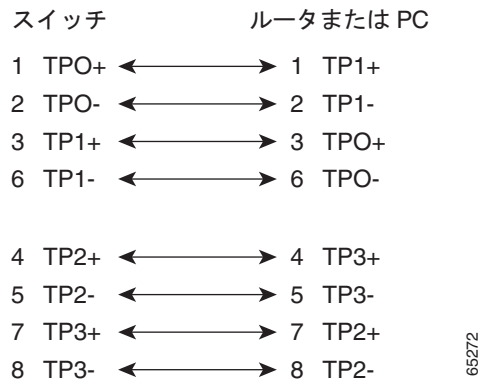 スイッチ ルータまたは PC
1 TPO+ 1 TP1+
2 TPO- 2 TP1-
3 TP1+ 3 TPO+
6 TP1- 6 TPO-
4 TP2+ 4 TP3+
5 TP2- 5 TP3-
7 TP3+ 7 TP2+
8 TP3- 8 TP2-
65272